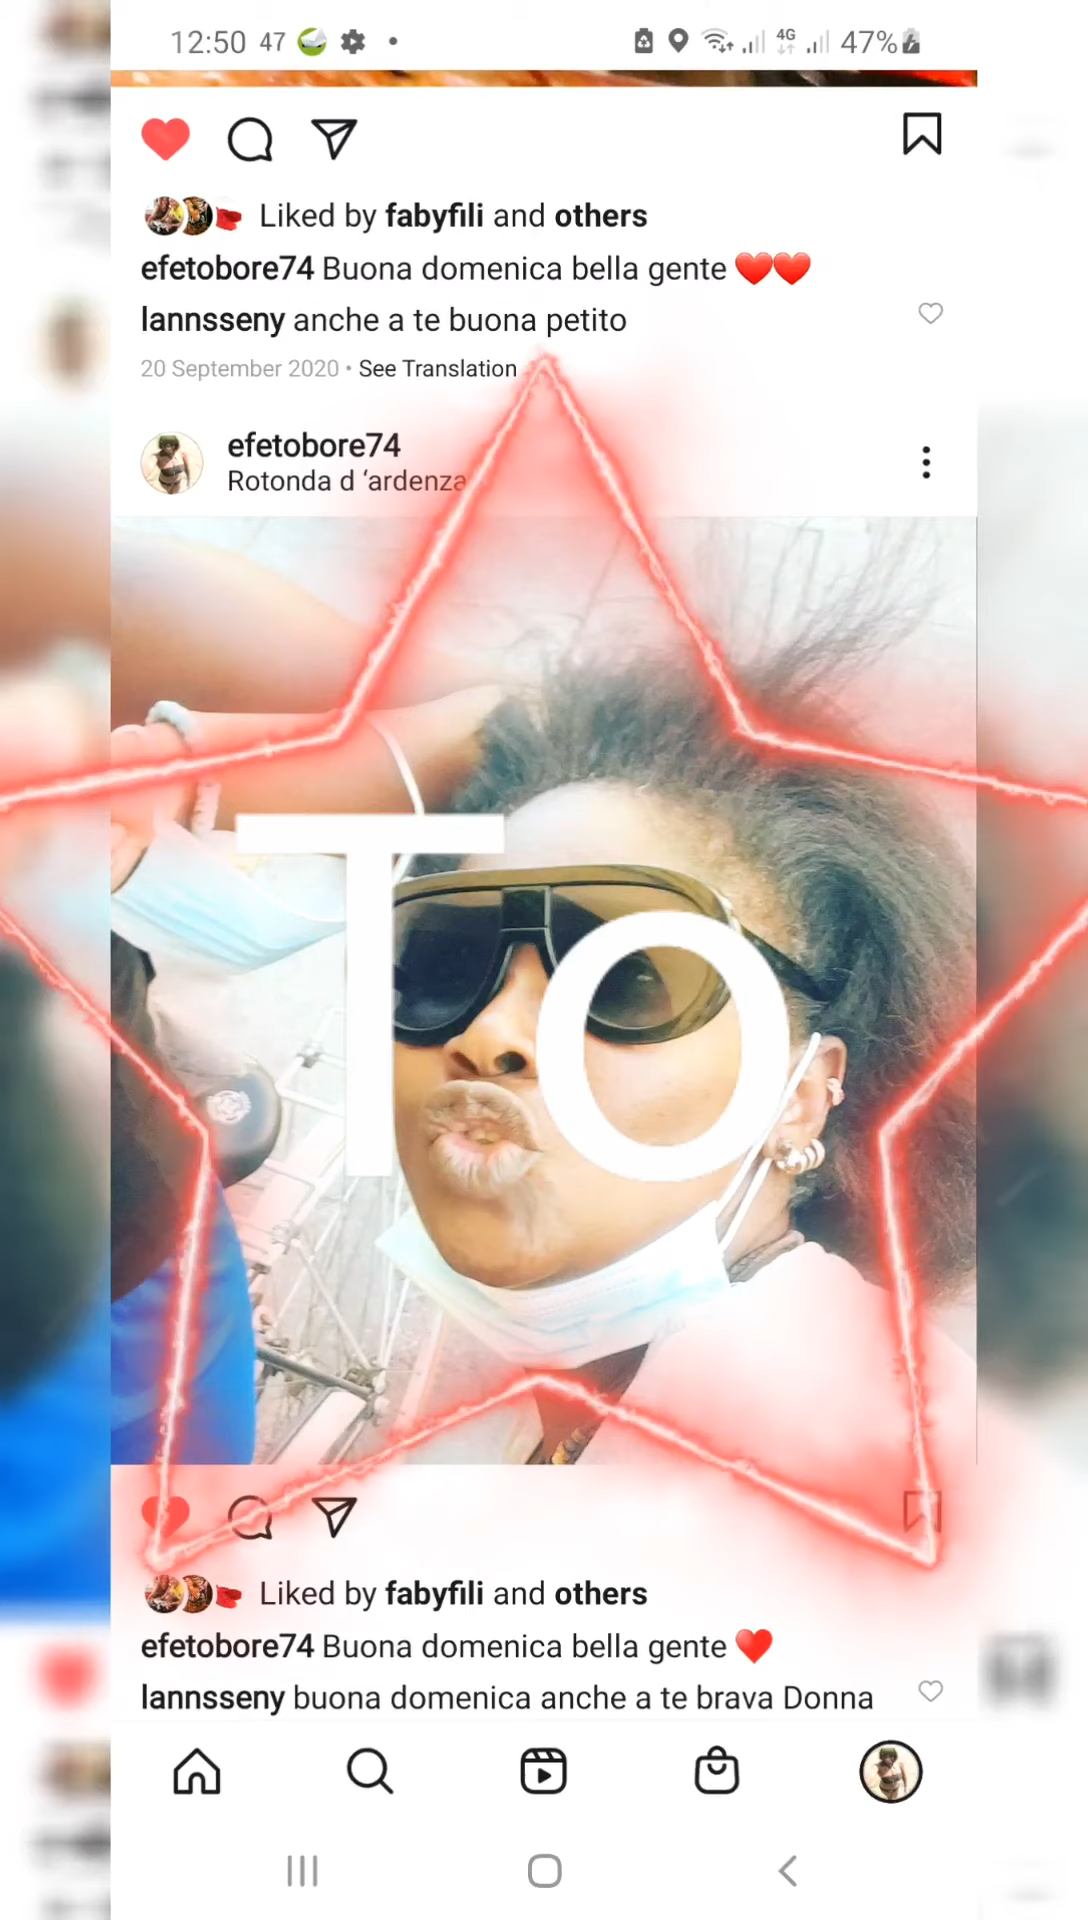 12:50 47 4G 47%
Liked by fabyfili and others
efetobore74 Buona domenica bella gente ❤️❤️
lannsseny anche a te buona petito
20 September 2020 • See Translation
efetobore74
Rotonda d ‘ardenza
To
Liked by fabyfili and others
efetobore74 Buona domenica bella gente ❤️
lannsseny buona domenica anche a te brava Donna